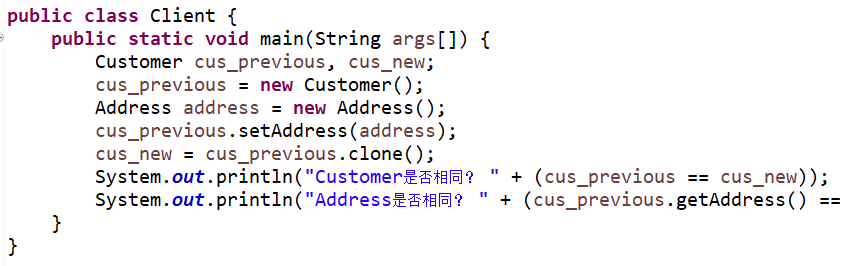 public class Client {
public static void main(String args[]) {
Customer cus_previous, cus_new;
cus_previous = new Customer();
Address address = new Address();
cus_previous.setAddress(address);
cus_new = cus_previous.clone();
System.out.println("Customer是否相同？ " + (cus_previous == cus_new));
System.out.println("Address是否相同？ " + (cus_previous.getAddress() ==
}
}